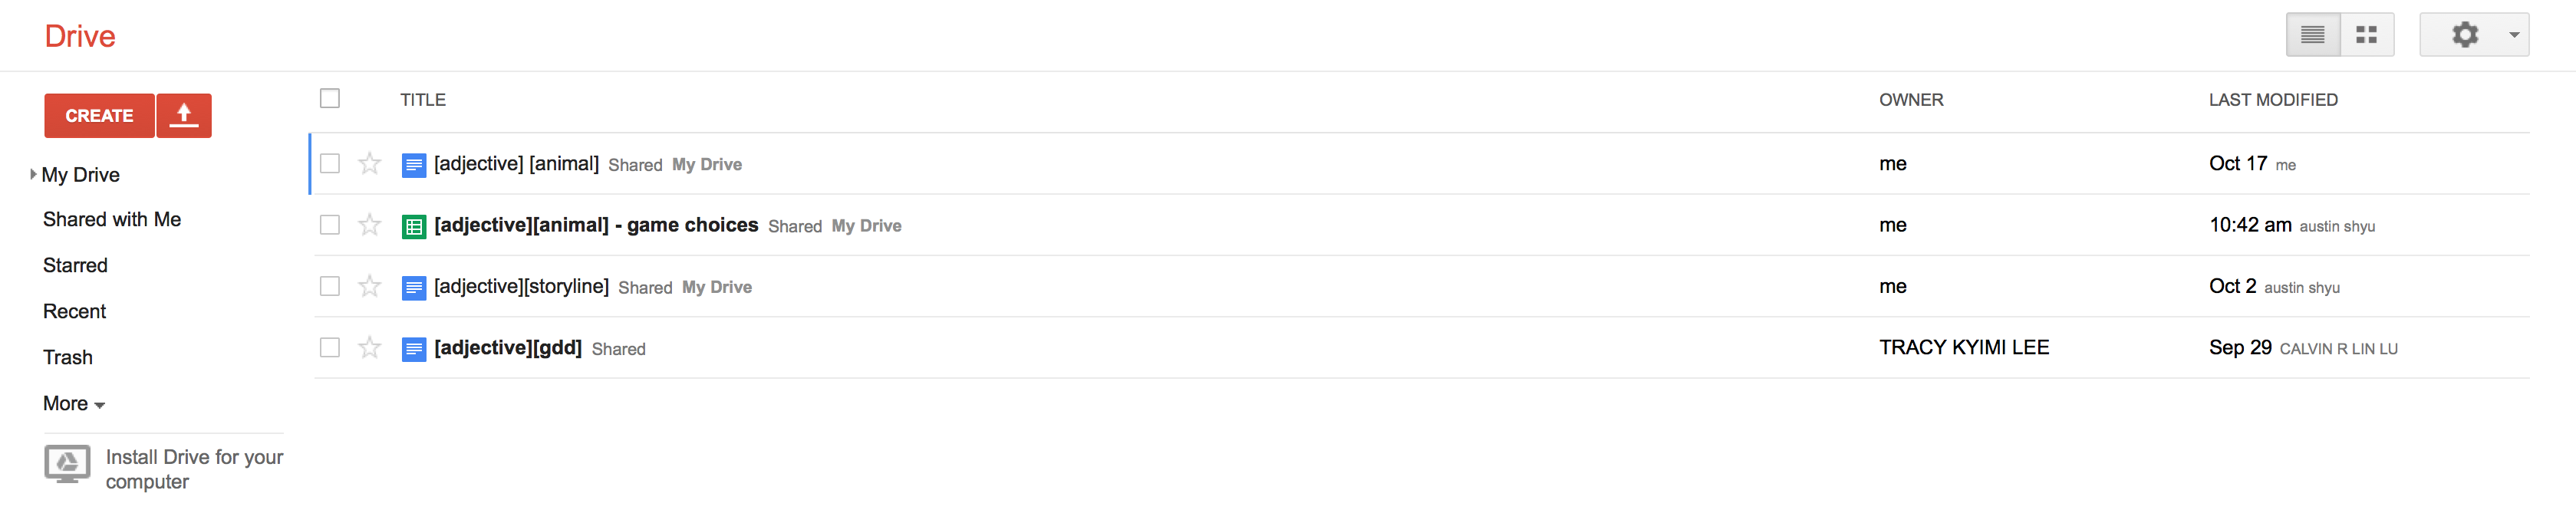 Drive
CREATE
TITLE OWNER LAST MODIFIED
My Drive
Shared with Me
Starred
Recent
Trash
More
Install Drive for your
computer
[adjective] [animal] Shared My Drive me Oct 17 me
[adjective][animal] - game choices Shared My Drive me 10:42 am austin shyu
[adjective][storyline] Shared My Drive me Oct 2 austin shyu
[adjective][gdd] Shared TRACY KYIMI LEE Sep 29 CALVIN R LIN LU